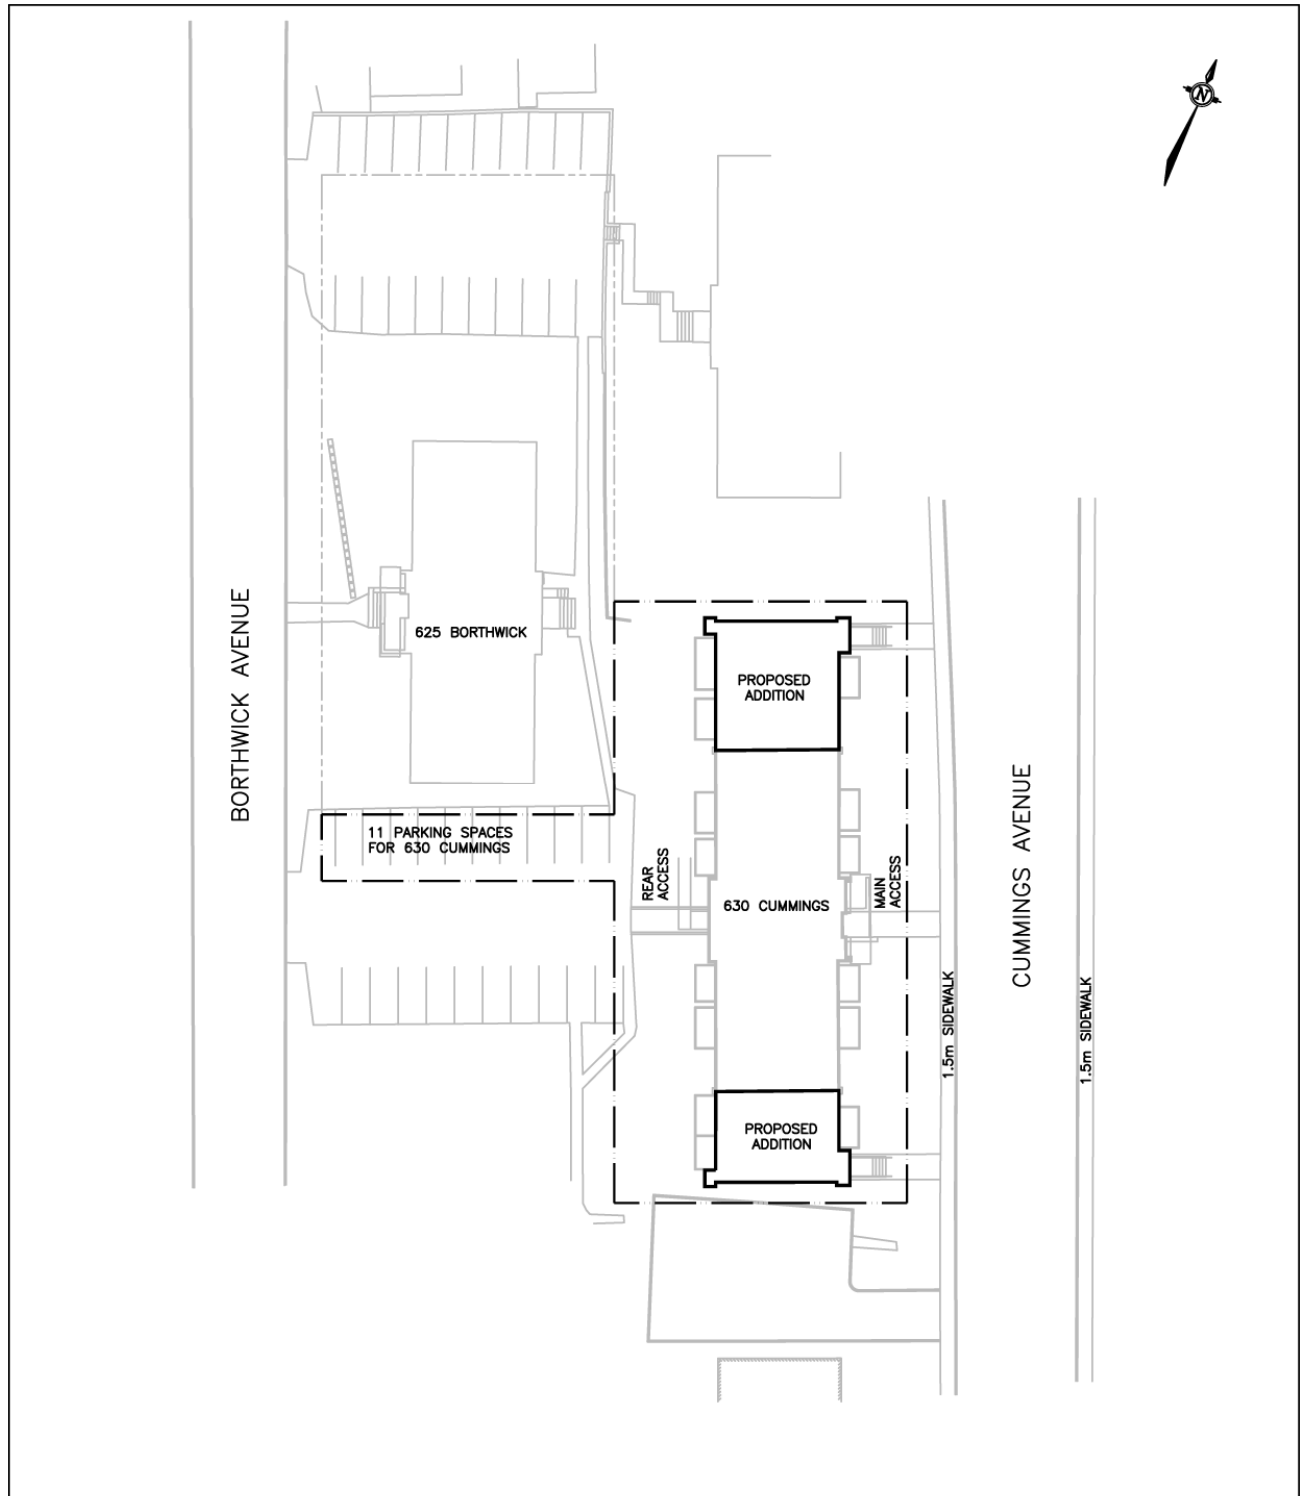 N
BORTHWICK AVENUE
625 BORTHWICK
PROPOSED
ADDITION
11 PARKING SPACES
FOR 630 CUMMINGS
REAR
ACCESS
630 CUMMINGS
MAIN
ACCESS
CUMMINGS AVENUE
1.5m SIDEWALK
1.5m SIDEWALK
PROPOSED
ADDITION